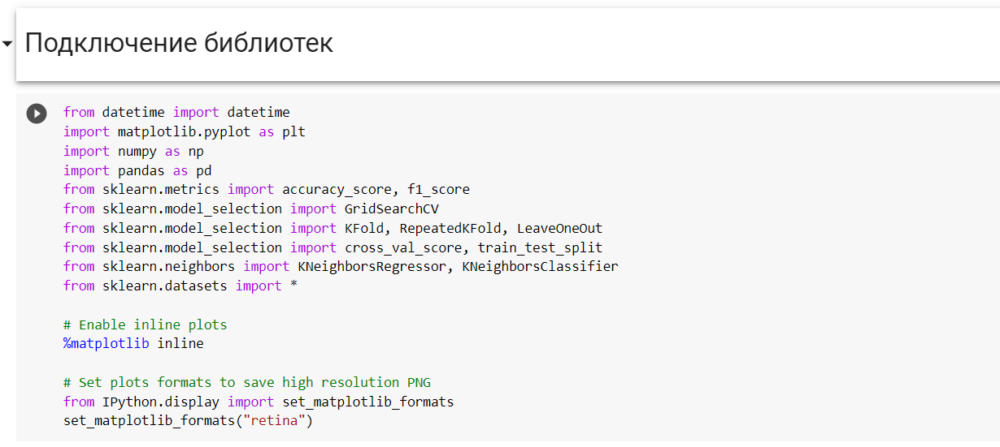 Подключение библиотек
from datetime import datetime
import matplotlib.pyplot as plt
import numpy as np
import pandas as pd
from sklearn.metrics import accuracy_score, f1_score
from sklearn.model_selection import GridSearchCV
from sklearn.model_selection import KFold, RepeatedKFold, LeaveOneOut
from sklearn.model_selection import cross_val_score, train_test_split
from sklearn.neighbors import KNeighborsRegressor, KNeighborsClassifier
from sklearn.datasets import *
# Enable inline plots
%matplotlib inline
# Set plots formats to save high resolution PNG
from IPython.display import set_matplotlib_formats
set_matplotlib_formats("retina")